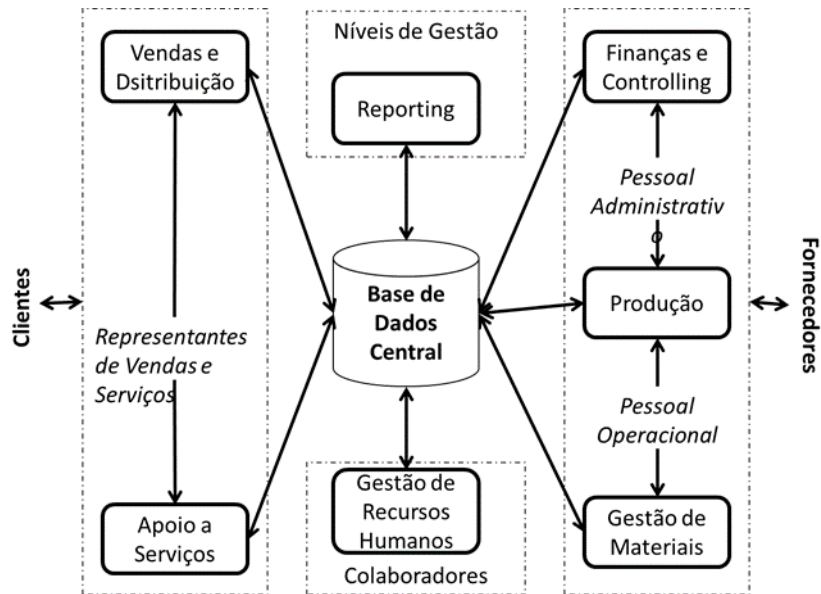 Vendas e
Dsitribuição
Níveis de Gestão
Reporting
Finanças e
Controlling
Pessoal
Administrativ
o
Clientes
Base de
Dados
Central
Produção
Fornecedores
Representantes
de Vendas e
Serviços
Pessoal
Operacional
Apoio a
Serviços
Gestão de
Recursos
Humanos
Colaboradores
Gestão de
Materiais